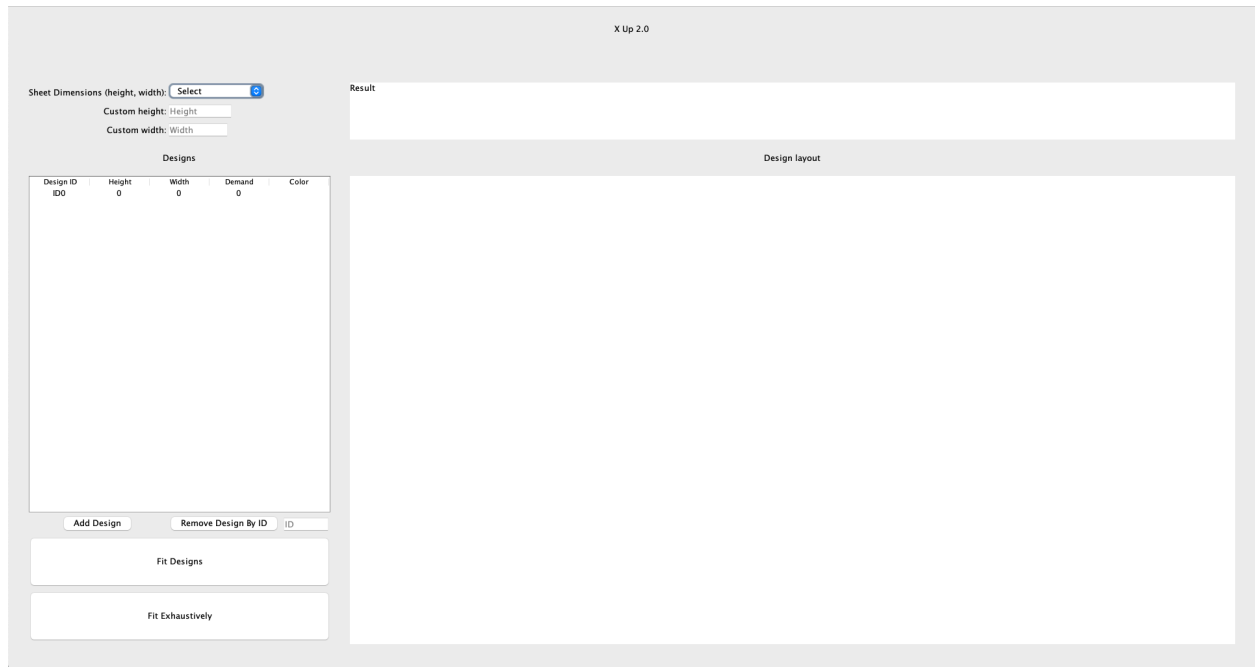 X Up 2.0
Sheet Dimensions (height, width): Select
Custom height: Height
Custom width: Width
Result
Designs
Design layout
Design ID Height Width Demand Color
ID0 0 0 0
Add Design Remove Design By ID ID
Fit Designs
Fit Exhaustively